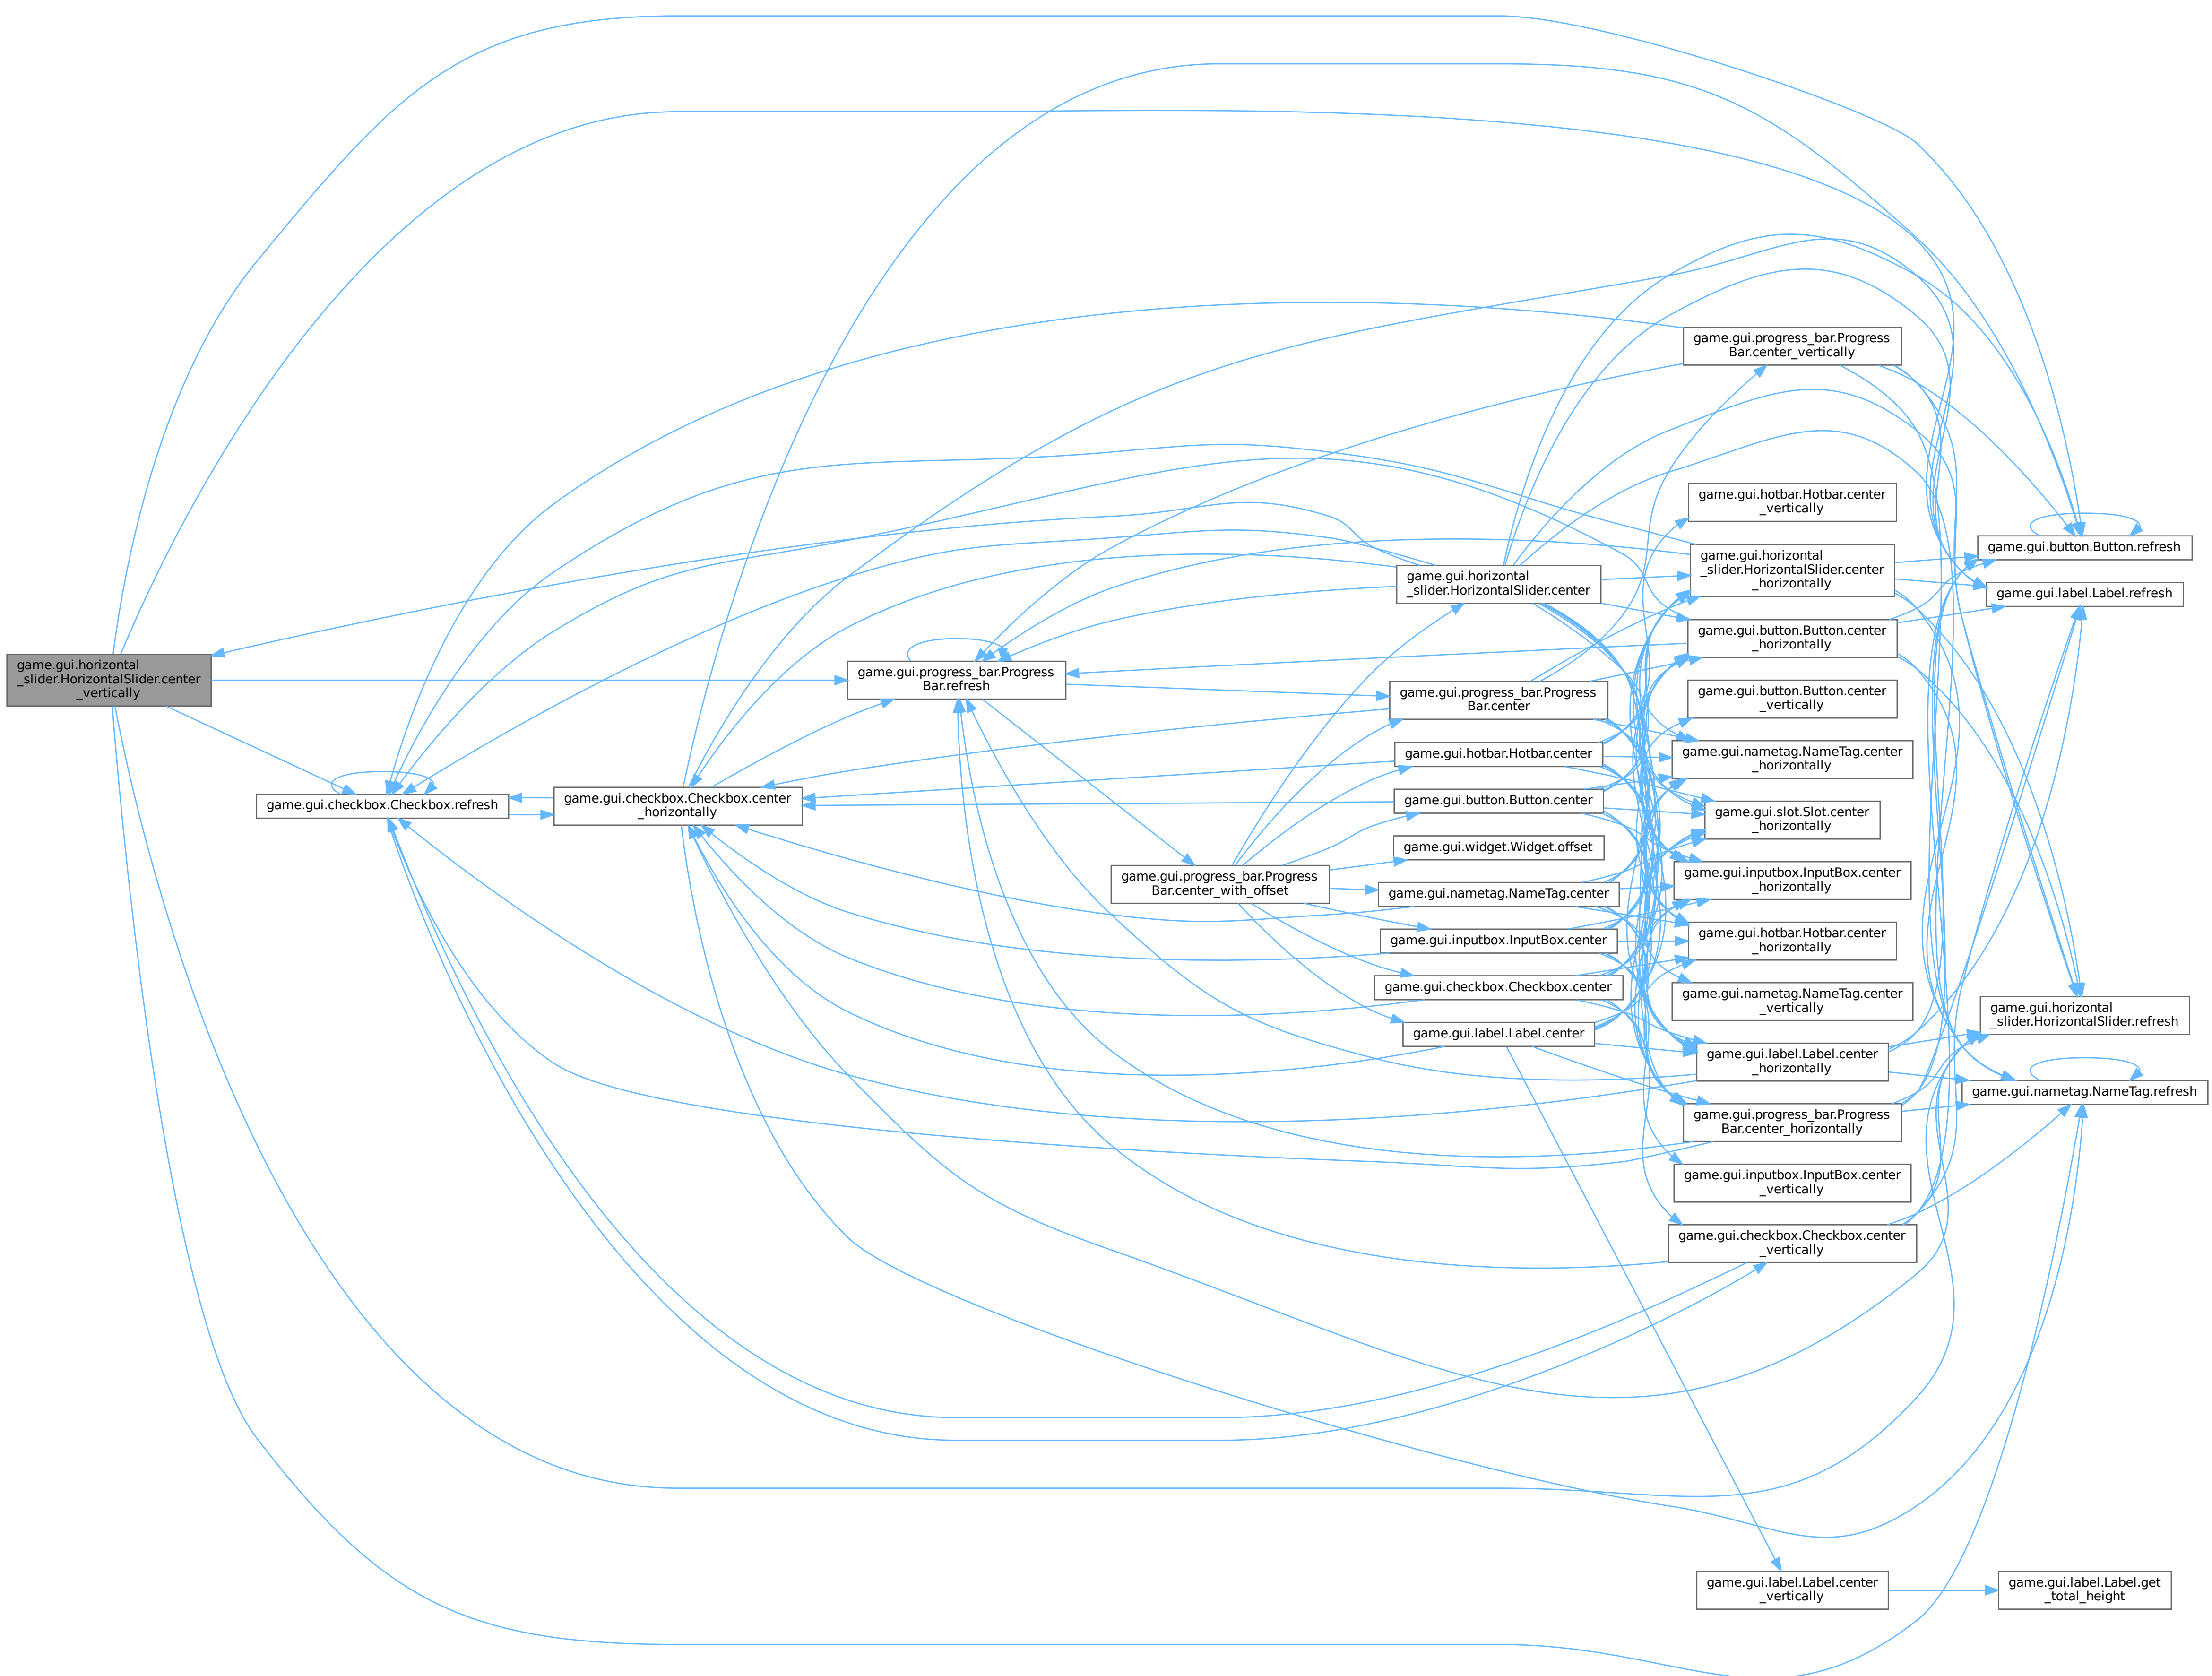 game.gui.horizontal
_slider.HorizontalSlider.center
_vertically
game.gui.checkbox.Checkbox.refresh
game.gui.checkbox.Checkbox.center
_horizontally
game.gui.progress_bar.Progress
Bar.refresh
game.gui.progress_bar.Progress
Bar.center_with_offset
game.gui.horizontal
_slider.HorizontalSlider.center
game.gui.progress_bar.Progress
Bar.center
game.gui.hotbar.Hotbar.center
game.gui.button.Button.center
game.gui.widget.Widget.offset
game.gui.nametag.NameTag.center
game.gui.inputbox.InputBox.center
game.gui.checkbox.Checkbox.center
game.gui.label.Label.center
game.gui.progress_bar.Progress
Bar.center_vertically
game.gui.hotbar.Hotbar.center
_vertically
game.gui.horizontal
_slider.HorizontalSlider.center
_horizontally
game.gui.button.Button.center
_horizontally
game.gui.button.Button.center
_vertically
game.gui.nametag.NameTag.center
_horizontally
game.gui.slot.Slot.center
_horizontally
game.gui.inputbox.InputBox.center
_horizontally
game.gui.hotbar.Hotbar.center
_horizontally
game.gui.nametag.NameTag.center
_vertically
game.gui.label.Label.center
_horizontally
game.gui.progress_bar.Progress
Bar.center_horizontally
game.gui.inputbox.InputBox.center
_vertically
game.gui.checkbox.Checkbox.center
_vertically
game.gui.label.Label.center
_vertically
game.gui.button.Button.refresh
game.gui.label.Label.refresh
game.gui.horizontal
_slider.HorizontalSlider.refresh
game.gui.nametag.NameTag.refresh
game.gui.label.Label.get
_total_height